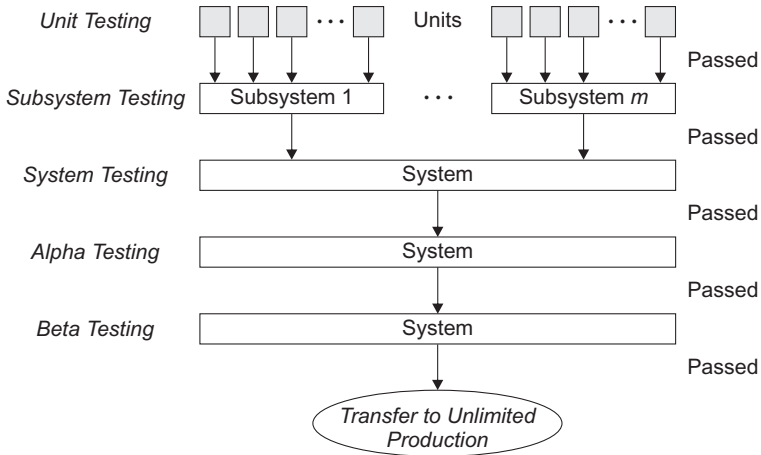 Unit Testing
Units
Passed
Subsystem Testing
Subsystem 1
...
Subsystem m
Passed
System Testing
System
Passed
Alpha Testing
System
Passed
Beta Testing
System
Passed
Transfer to Unlimited
Production